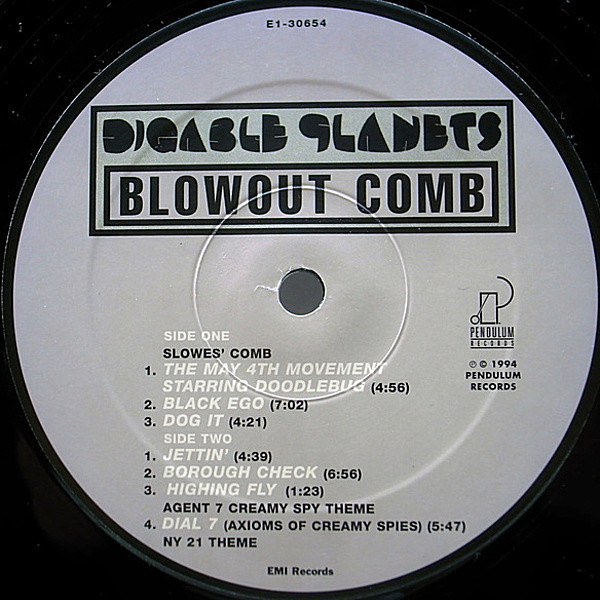 E1-30654
DIGABLE PLANETS
BLOWOUT COMB
SIDE ONE
SLOWES' COMB
1. THE MAY 4TH MOVEMENT
STARRING DOODLEBUG (4:56)
2. BLACK EGO (7:02)
3. DOG IT (4:21)
SIDE TWO
1. JETTIN' (4:39)
2. BOROUGH CHECK (6:56)
3. HIGHING FLY (1:23)
AGENT 7 CREAMY SPY THEME
4. DIAL 7 (AXIOMS OF CREAMY SPIES) (5:47)
NY 21 THEME
PENDULUM
RECORDS
℗ © 1994
PENDULUM
RECORDS
EMI Records